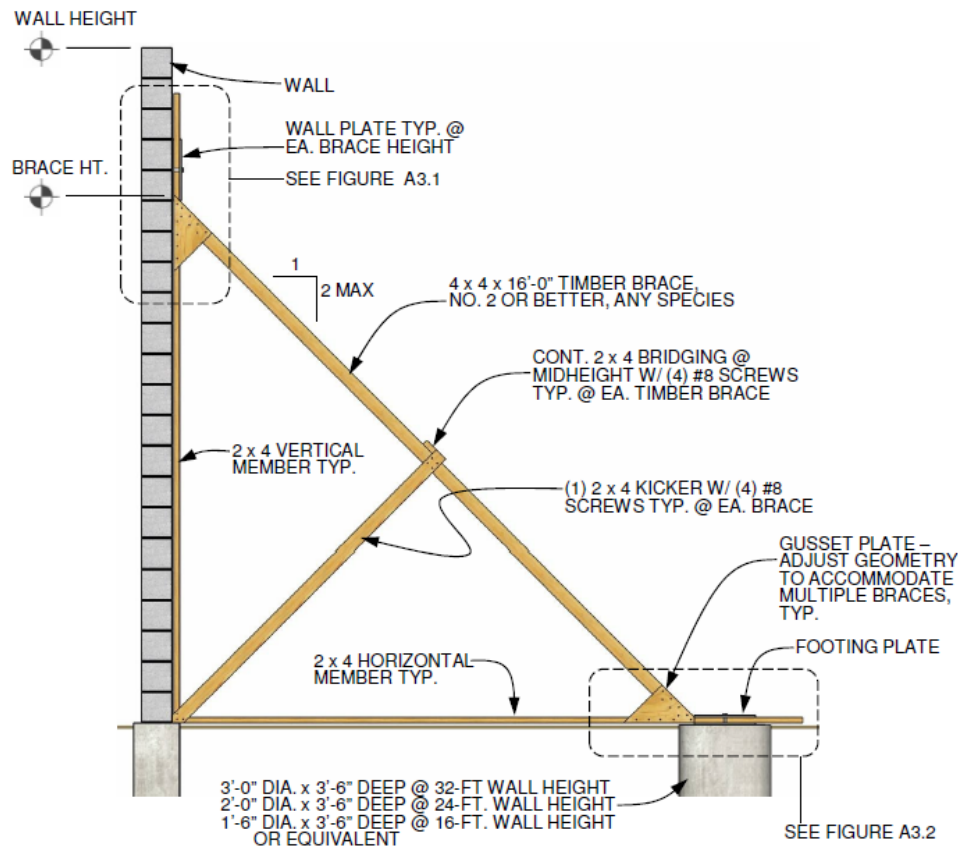 WALL HEIGHT
WALL
WALL PLATE TYP. @
EA. BRACE HEIGHT
BRACE HT.
SEE FIGURE A3.1
1
2 MAX
4 x 4 x 16'-0" TIMBER BRACE,
NO. 2 OR BETTER, ANY SPECIES
CONT. 2 x 4 BRIDGING @
MIDHEIGHT W/ (4) #8 SCREWS
TYP. @ EA. TIMBER BRACE
2 x 4 VERTICAL
MEMBER TYP.
(1) 2 x 4 KICKER W/ (4) #8
SCREWS TYP. @ EA. BRACE
GUSSET PLATE –
ADJUST GEOMETRY
TO ACCOMMODATE
MULTIPLE BRACES,
TYP.
FOOTING PLATE
2 x 4 HORIZONTAL
MEMBER TYP.
3'-0" DIA. x 3'-6" DEEP @ 32-FT WALL HEIGHT
2'-0" DIA. x 3'-6" DEEP @ 24-FT. WALL HEIGHT
1'-6" DIA. x 3'-6" DEEP @ 16-FT. WALL HEIGHT
OR EQUIVALENT
SEE FIGURE A3.2